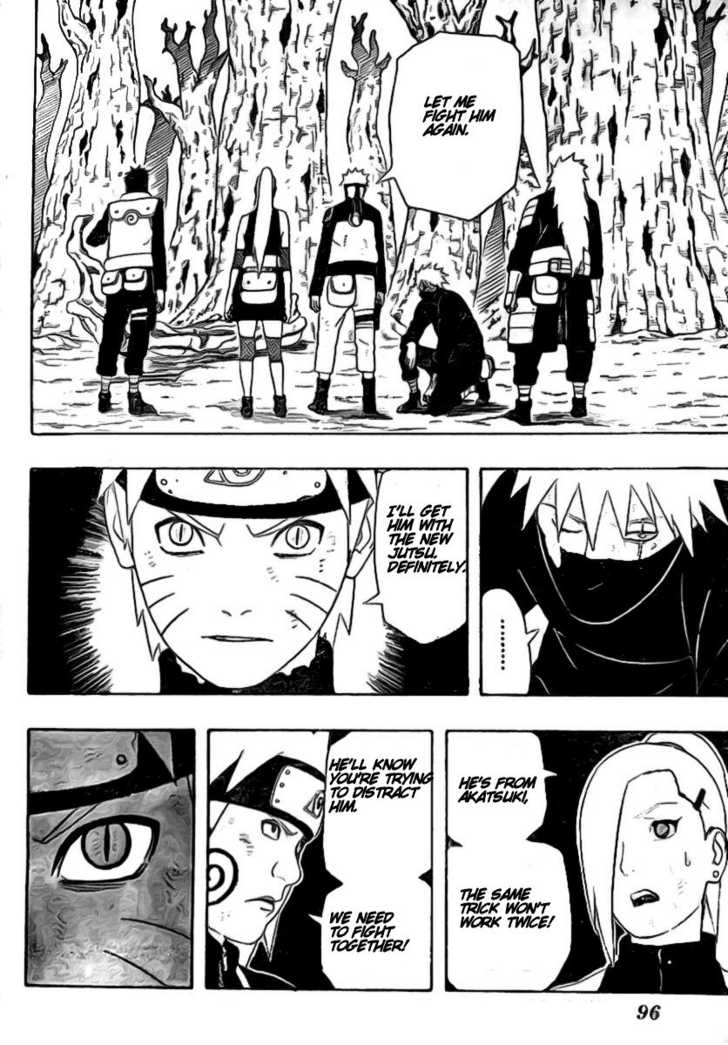 LET ME
FIGHT HIM
AGAIN.
.......
I'LL GET
HIM WITH
THE NEW
JUTSU,
DEFINITELY.
HE'S FROM
AKATSUKI,
THE SAME
TRICK WON'T
WORK TWICE!
HE'LL KNOW
YOU'RE TRYING
TO DISTRACT
HIM.
WE NEED
TO FIGHT
TOGETHER!
96